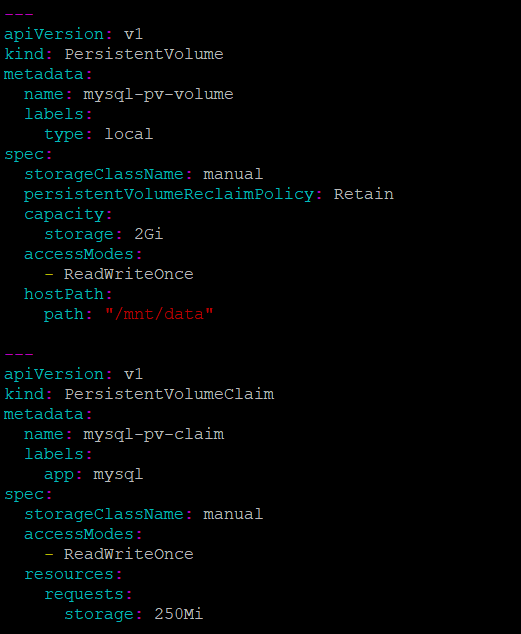 ---
apiVersion: v1
kind: PersistentVolume
metadata:
  name: mysql-pv-volume
  labels:
    type: local
spec:
  storageClassName: manual
  persistentVolumeReclaimPolicy: Retain
  capacity:
    storage: 2Gi
  accessModes:
    - ReadWriteOnce
  hostPath:
    path: "/mnt/data"

---
apiVersion: v1
kind: PersistentVolumeClaim
metadata:
  name: mysql-pv-claim
  labels:
    app: mysql
spec:
  storageClassName: manual
  accessModes:
    - ReadWriteOnce
  resources:
    requests:
      storage: 250Mi